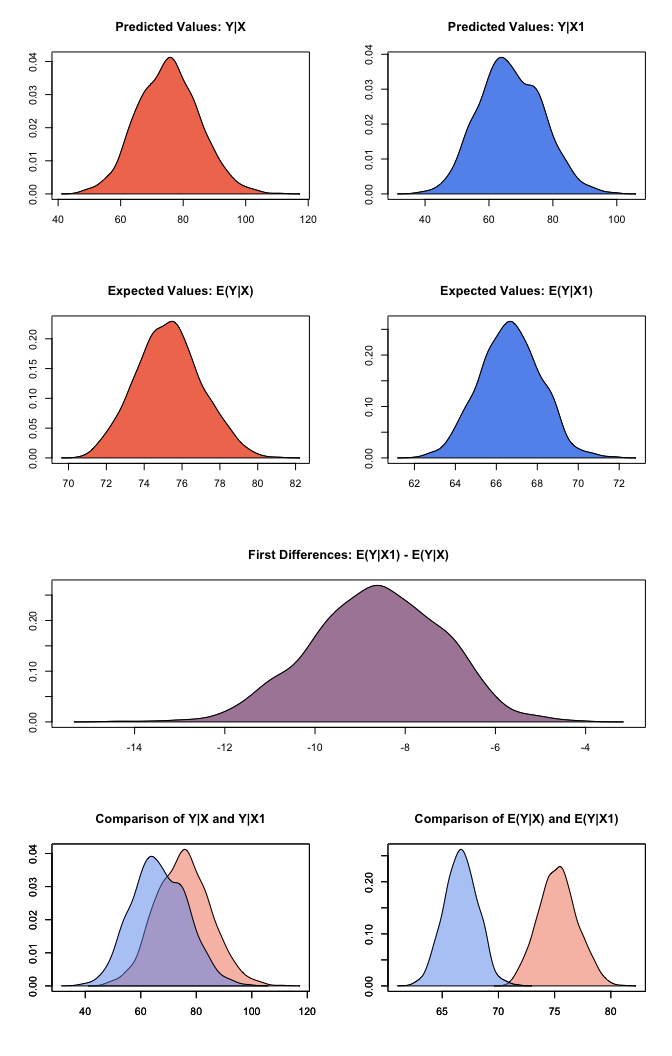 Predicted Values: Y|X
0.00 0.01 0.02 0.03 0.04
40 60 80 100 120
Predicted Values: Y|X1
0.00 0.01 0.02 0.03 0.04
40 60 80 100
Expected Values: E(Y|X)
0.00 0.05 0.10 0.15 0.20
70 72 74 76 78 80 82
Expected Values: E(Y|X1)
0.00 0.10 0.20
62 64 66 68 70 72
First Differences: E(Y|X1) - E(Y|X)
0.00 0.10 0.20
-14 -12 -10 -8 -6 -4
Comparison of Y|X and Y|X1
0.00 0.01 0.02 0.03 0.04
40 60 80 100 120
Comparison of E(Y|X) and E(Y|X1)
0.00 0.10 0.20
65 70 75 80